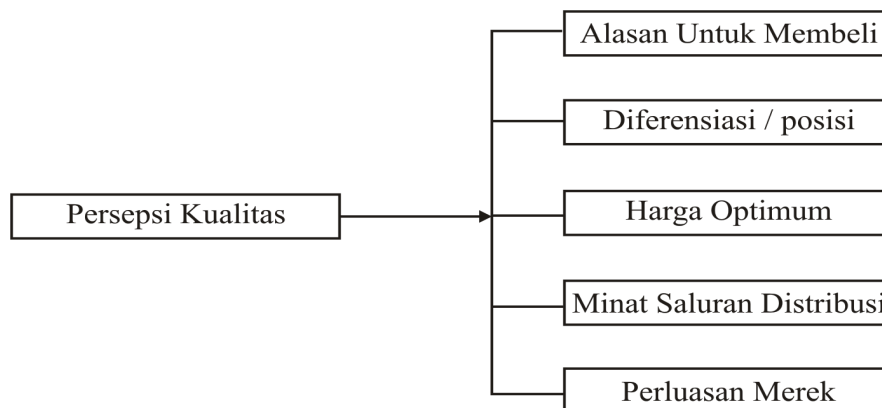 Alasan Untuk Membeli
Diferensiasi / posisi
Persepsi Kualitas
Harga Optimum
Minat Saluran Distribusi
Perluasan Merek